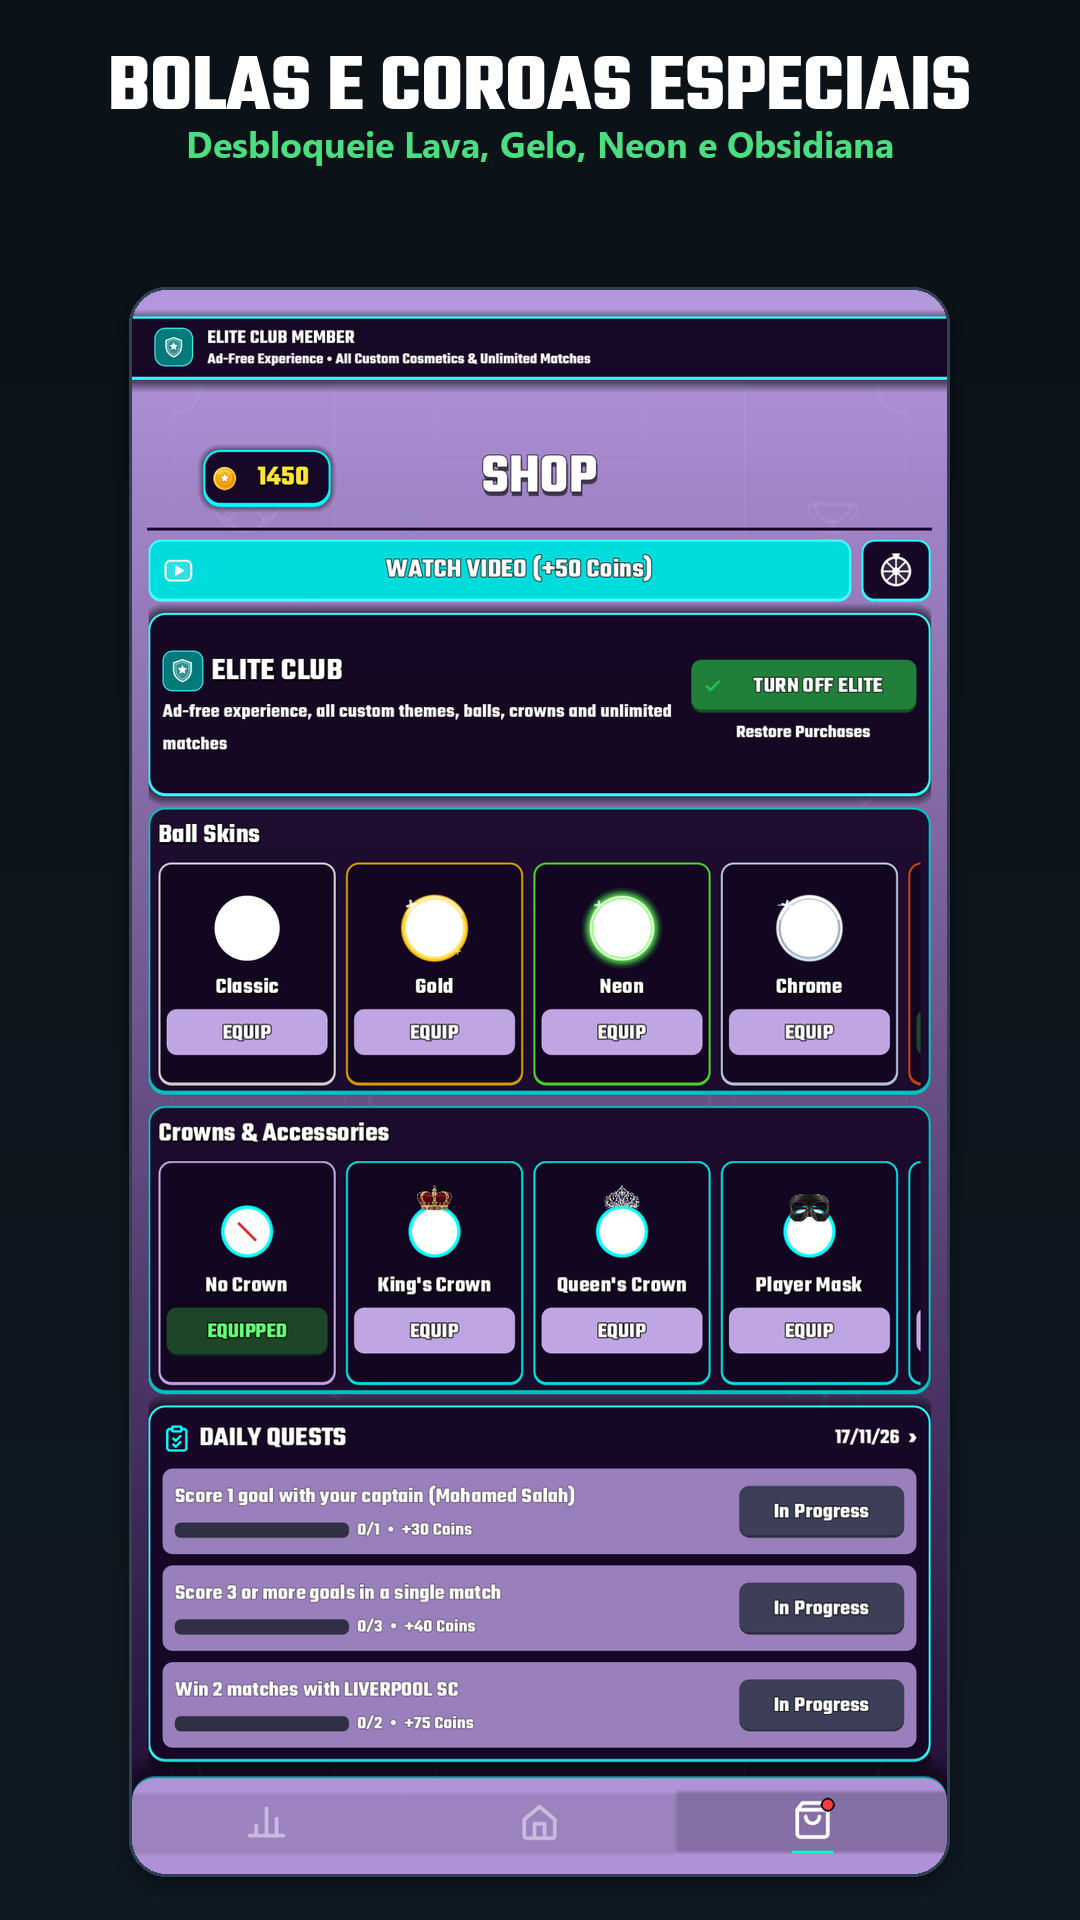 BOLAS E COROAS ESPECIAIS
Desbloqueie Lava, Gelo, Neon e Obsidiana
ELITE CLUB MEMBER
Ad-Free Experience • All Custom Cosmetics & Unlimited Matches
1450
SHOP
WATCH VIDEO (+50 Coins)
ELITE CLUB
Ad-free experience, all custom themes, balls, crowns and unlimited
matches
TURN OFF ELITE
Restore Purchases
Ball Skins
Classic
Gold
Neon
Chrome
EQUIP
EQUIP
EQUIP
EQUIP
Crowns & Accessories
No Crown
King's Crown
Queen's Crown
Player Mask
EQUIPPED
EQUIP
EQUIP
EQUIP
DAILY QUESTS
17/11/26 ›
Score 1 goal with your captain (Mohamed Salah)
0/1 • +30 Coins
In Progress
Score 3 or more goals in a single match
0/3 • +40 Coins
In Progress
Win 2 matches with LIVERPOOL SC
0/2 • +75 Coins
In Progress